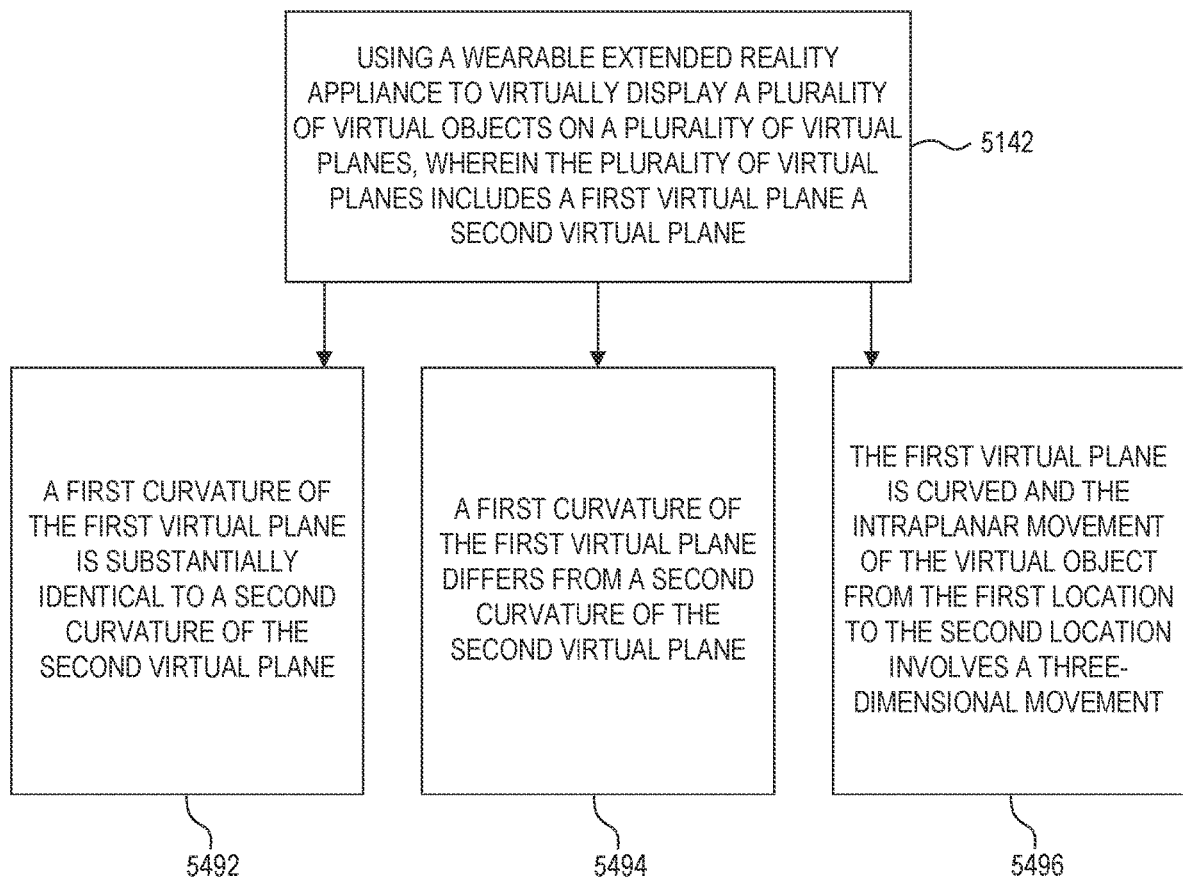 USING A WEARABLE EXTENDED REALITY
APPLIANCE TO VIRTUALLY DISPLAY A PLURALITY
OF VIRTUAL OBJECTS ON A PLURALITY OF VIRTUAL
PLANES, WHEREIN THE PLURALITY OF VIRTUAL
PLANES INCLUDES A FIRST VIRTUAL PLANE A
SECOND VIRTUAL PLANE
5142
A FIRST CURVATURE OF
THE FIRST VIRTUAL PLANE
IS SUBSTANTIALLY
IDENTICAL TO A SECOND
CURVATURE OF THE
SECOND VIRTUAL PLANE
5492
A FIRST CURVATURE OF
THE FIRST VIRTUAL PLANE
DIFFERS FROM A SECOND
CURVATURE OF THE
SECOND VIRTUAL PLANE
5494
THE FIRST VIRTUAL PLANE
IS CURVED AND THE
INTRAPLANAR MOVEMENT
OF THE VIRTUAL OBJECT
FROM THE FIRST LOCATION
TO THE SECOND LOCATION
INVOLVES A THREE-
DIMENSIONAL MOVEMENT
5496